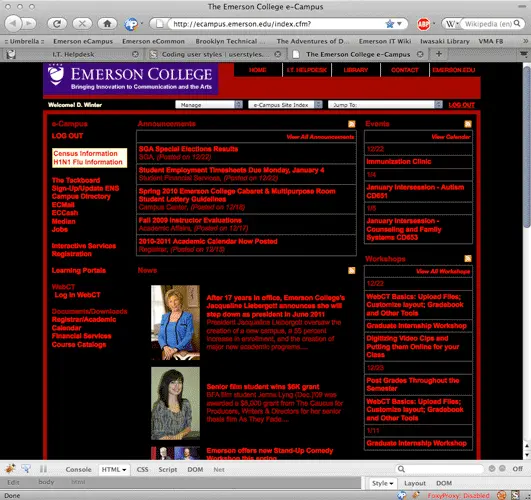 The Emerson College e-Campus
http://ecampus.emerson.edu/index.cfm?
Wikipedia (en)
Umbrella :: Emerson eCampus Emerson eCommon Brooklyn Technical ... The Adventures of D... Emerson IT Wiki Iwasaki Library VMA FB
I.T. Helpdesk
Coding user styles | userstyles.
The Emerson College e-Campus
EMERSON COLLEGE
Bringing Innovation to Communication and the Arts
HOME I.T. HELPDESK LIBRARY CONTACT EMERSON.EDU
Welcome! D. Winter Manage e-Campus Site Index Jump To: LOG OUT
e-Campus
LOG OUT
Census Information
H1N1 Flu Information
The Tackboard
Sign-Up/Update ENS
Campus Directory
ECMail
ECCash
Median
Jobs
Interactive Services
Registration
Learning Portals
WebCT
Log in WebCT
Documents/Downloads
Registrar/Academic
Calendar
Financial Services
Course Catalogs
Announcements
View All Announcements
SGA Special Elections Results
SGA, (Posted on 12/22)
Student Employment Timesheets Due Monday, January 4
Student Financial Services, (Posted on 12/22)
Spring 2010 Emerson College Cabaret & Multipurpose Room
Student Lottery Guidelines
Campus Center, (Posted on 12/18)
Fall 2009 Instructor Evaluations
Academic Affairs, (Posted on 12/17)
2010-2011 Academic Calendar Now Posted
Registrar, (Posted on 12/13)
News
After 17 years in office, Emerson College's
Jacqueline Liebergott announces she will
step down as president in June 2011
President Jacqueline Liebergott oversaw the
creation of a new campus, a 55 percent
increase in enrollment, and the creation of
major new academic programs....
Senior film student wins $5K grant
BFA film student Jenna-Lyng (Dec.)'09 was
awarded a $5,000 grant from The Caucus for
Producers, Writers & Directors for her senior
thesis film As They Fade....
Emerson offers new Stand-Up Comedy
Workshop this spring
Events
View Calendar
12/22
Immunization Clinic
1/4
January Intersession - Autism
CD651
1/5
January Intersession -
Counseling and Family
Systems CD653
Workshops
View All Workshops
12/22
WebCT Basics: Upload Files;
Customize layout; Gradebook
and Other Tools
Graduate Internship Workshop
Digitizing Video Clips and
Putting them Online for your
Class
12/23
Post Grades Throughout the
Semester
WebCT Basics: Upload Files;
Customize layout; Gradebook
and Other Tools
1/11
Graduate Internship Workshop
Console HTML CSS Script DOM Net
Edit body html Style Layout DOM
Done FoxyProxy: Disabled